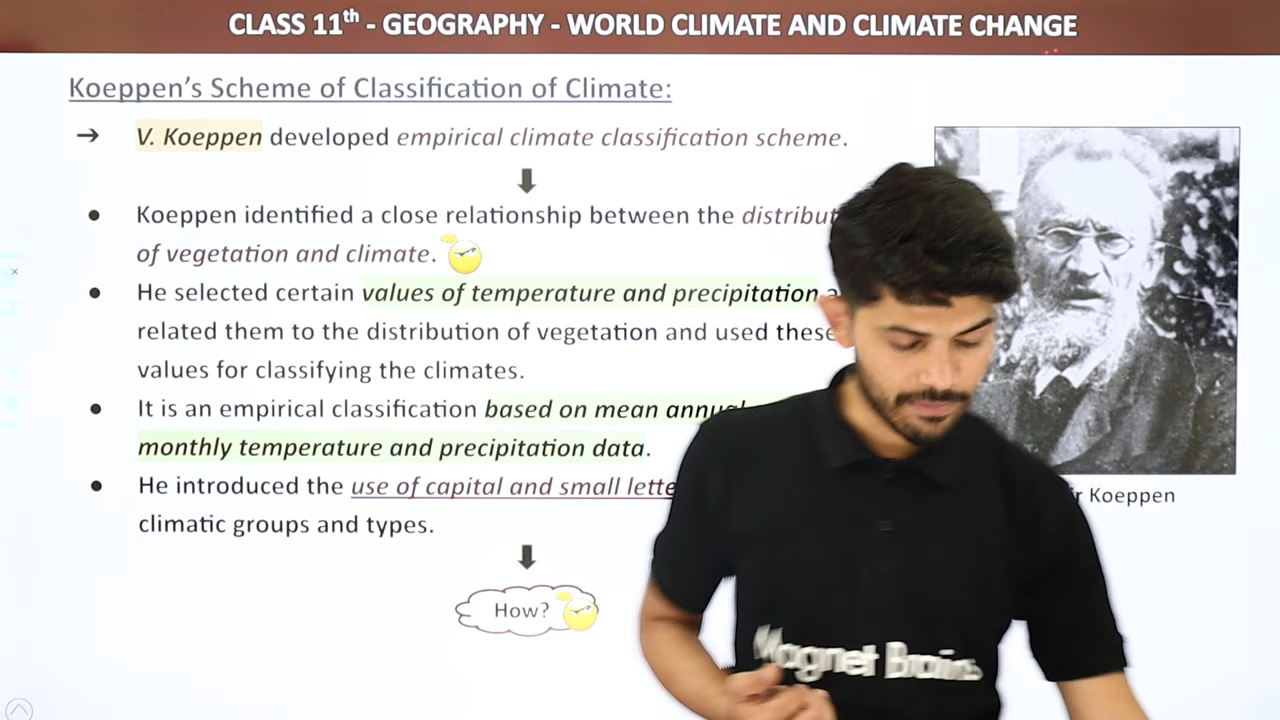 CLASS 11th - GEOGRAPHY - WORLD CLIMATE AND CLIMATE CHANGE
Koeppen's Scheme of Classification of Climate:
➔ V. Koeppen developed empirical climate classification scheme.
● Koeppen identified a close relationship between the
of vegetation and climate.
● He selected certain values of temperature and precipitation
related them to the distribution of vegetation and used these
values for classifying the climates.
● It is an empirical classification based on mean
monthly temperature and precipitation data.
● He introduced the use of capital and small
climatic groups and types.
How?
Koeppen
Magnet Brains